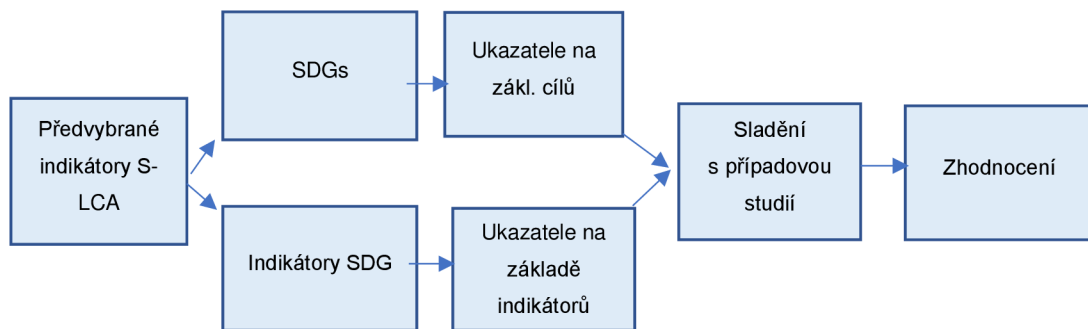 Předvybrané
indikátory S-
LCA
SDGs
Ukazatele na
zákl. cílů
Indikátory SDG
Ukazatele na
základě
indikátorů
Sladění
s případovou
studií
Zhodnocení